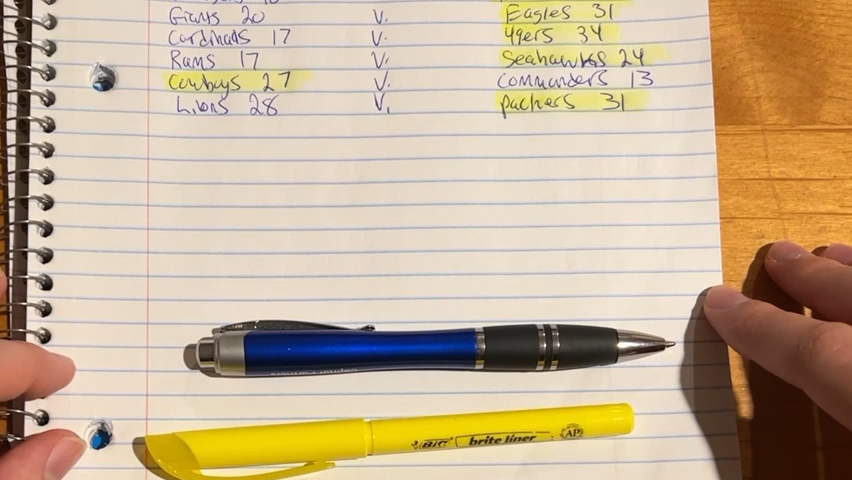 Giants 20 V. Eagles 31
Cardinals 17 V. 49ers 34
Rams 17 V. Seahawks 24
Cowboys 27 V. Commanders 13
Lions 28 V. packers 31
BIC brite liner AP